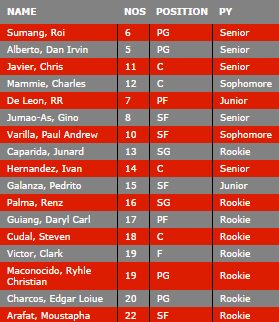 NAME NOS POSITION PY
Sumang, Roi 6 PG Senior
Alberto, Dan Irvin 5 PG Senior
Javier, Chris 11 C Senior
Mammie, Charles 12 C Sophomore
De Leon, RR 7 PF Junior
Jumao-As, Gino 8 SF Senior
Varilla, Paul Andrew 10 SF Sophomore
Caparida, Junard 13 SG Rookie
Hernandez, Ivan 14 C Senior
Galanza, Pedrito 15 SF Junior
Palma, Renz 16 SG Rookie
Guiang, Daryl Carl 17 PF Rookie
Cudal, Steven 18 C Rookie
Victor, Clark 19 F Rookie
Maconocido, Ryhle
Christian 19 PG Rookie
Charcos, Edgar Loiue 20 PG Rookie
Arafat, Moustapha 22 SF Rookie